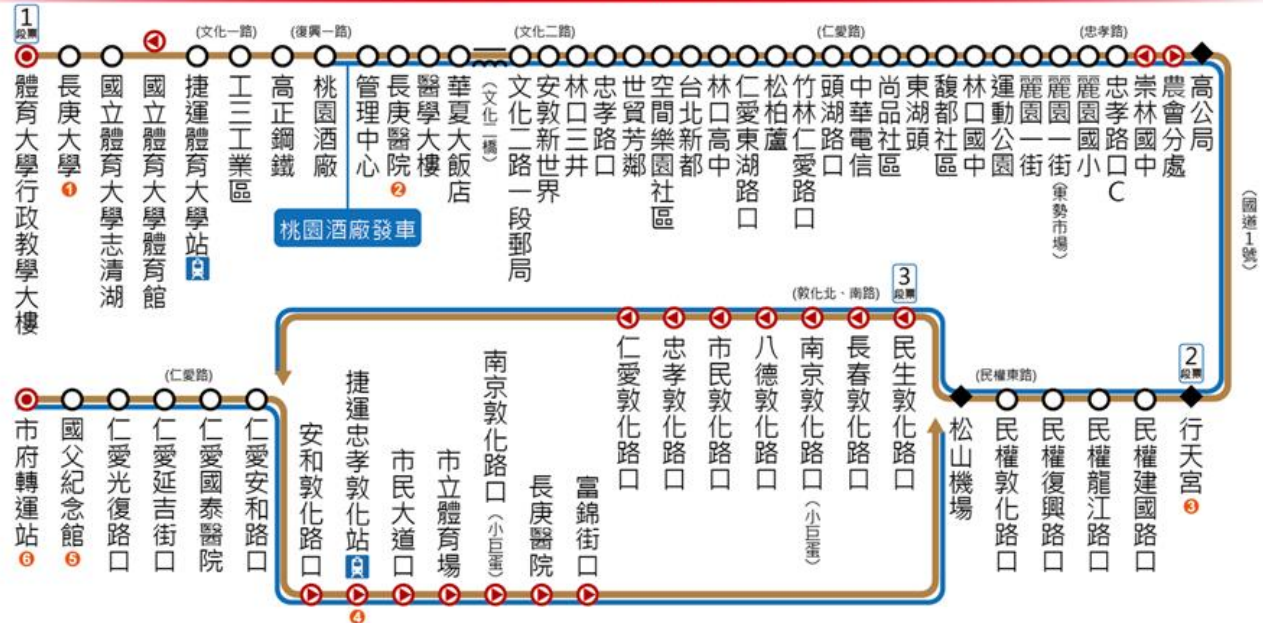 1
段票
(文化一路)
(復興一路)
(文化二路)
(仁愛路)
(忠孝路)
體育大學行政教學大樓
長庚大學
1
國立體育大學志清湖
國立體育大學體育館
捷運體育大學站
工三工業區
高正鋼鐵
桃園酒廠
管理中心
長庚醫院
2
醫學大樓
華夏大飯店
(文化二橋)
文化二路一段郵局
安敦新世界
林口三井
忠孝路口
世貿芳鄰
空間樂園社區
台北新都
林口高中
仁愛東湖路口
松柏蘆
竹林仁愛路口
頭湖路口
中華電信
尚品社區
東湖頭
馥都社區
林口國中
運動公園
麗園一街
麗園一街(東勢市場)
麗園國小
忠孝路口C
崇林國中
農會分處
高公局
桃園酒廠發車
(國道1號)
2
段票
行天宮
3
(民權東路)
民權建國路口
民權龍江路口
民權復興路口
民權敦化路口
松山機場
3
段票
(敦化北、南路)
民生敦化路口
長春敦化路口
南京敦化路口(小巨蛋)
八德敦化路口
市民敦化路口
忠孝敦化路口
仁愛敦化路口
(仁愛路)
仁愛安和路口
仁愛國泰醫院
仁愛延吉街口
仁愛光復路口
國父紀念館
5
市府轉運站
6
安和敦化路口
捷運忠孝敦化站
4
市民大道口
市立體育場
南京敦化路口(小巨蛋)
長庚醫院
富錦街口